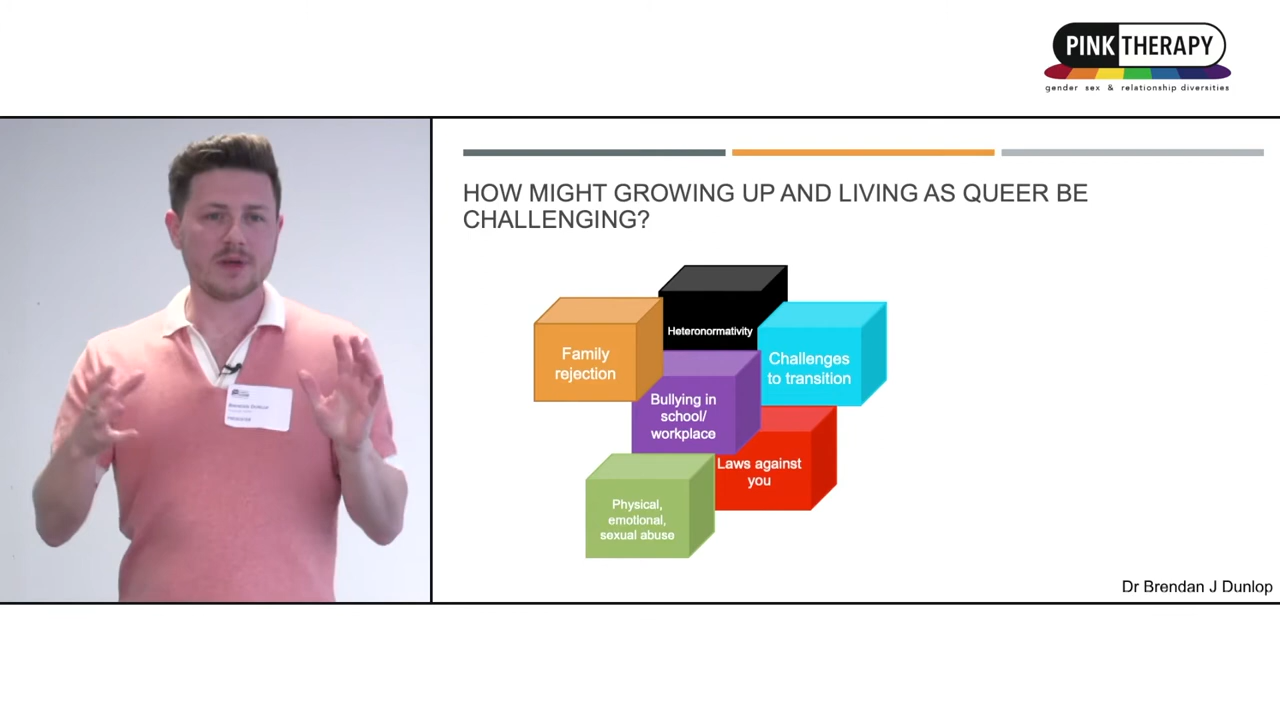 PINK THERAPY
gender sex & relationship diversities
HOW MIGHT GROWING UP AND LIVING AS QUEER BE
CHALLENGING?
Heteronormativity
Family
rejection
Challenges
to transition
Bullying in
school/
workplace
Laws against
you
Physical,
emotional,
sexual abuse
Dr Brendan J Dunlop